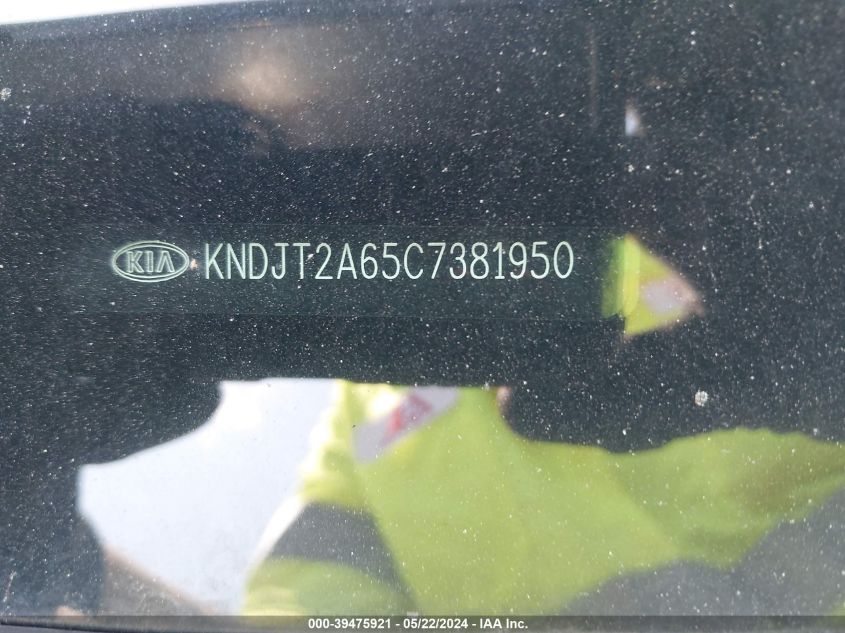 KIA KNDJT2A65C7381950
000-39475921 - 05/22/2024 - IAA Inc.